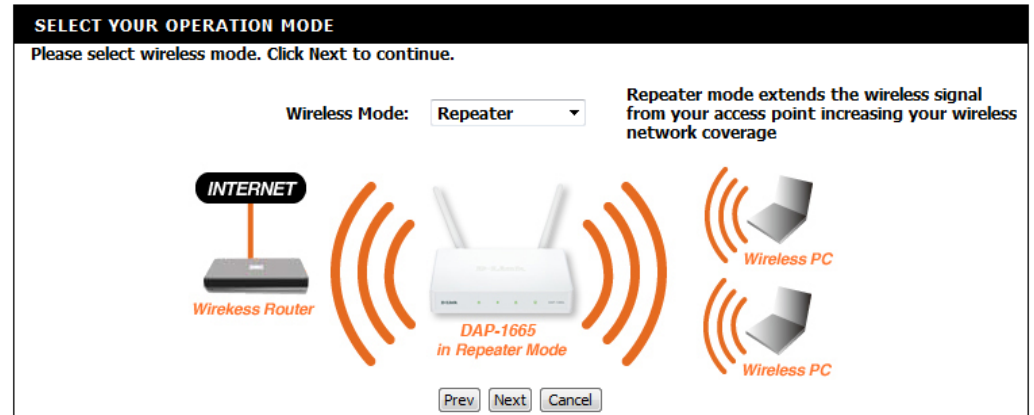 SELECT YOUR OPERATION MODE
Please select wireless mode. Click Next to continue.
Wireless Mode: Repeater
Repeater mode extends the wireless signal
from your access point increasing your wireless
network coverage
INTERNET
Wirekess Router
D-Link
DAP-1665
in Repeater Mode
Wireless PC
Wireless PC
Prev Next Cancel